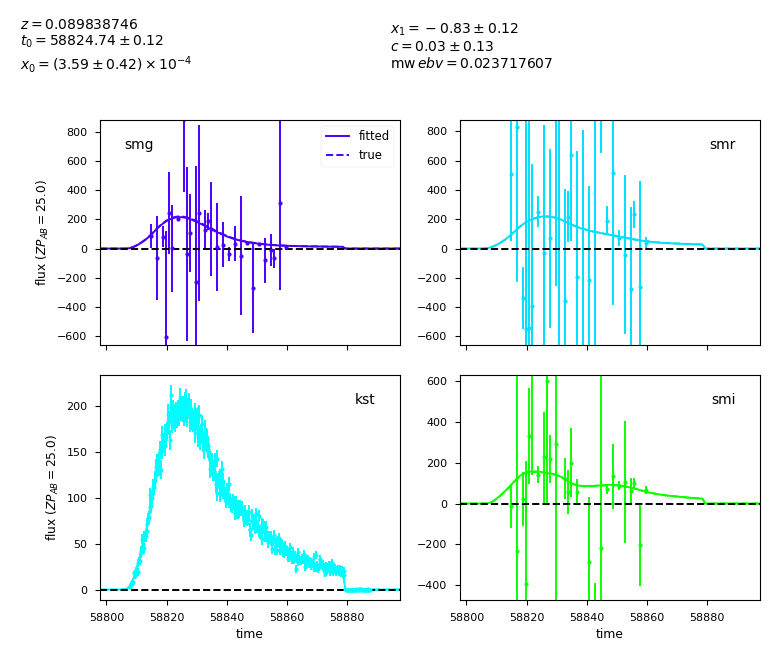 z = 0.089838746
t₀ = 58824.74 ± 0.12
x₀ = (3.59 ± 0.42) × 10⁻⁴
x₁ = −0.83 ± 0.12
c = 0.03 ± 0.13
mw ebv = 0.023717607
smg
fitted
true
800
600
400
200
0
−200
−400
−600
flux (ZP_AB = 25.0)
smr
800
600
400
200
0
−200
−400
−600
kst
200
150
100
50
0
flux (ZP_AB = 25.0)
58800 58820 58840 58860 58880
time
smi
600
400
200
0
−200
−400
58800 58820 58840 58860 58880
time